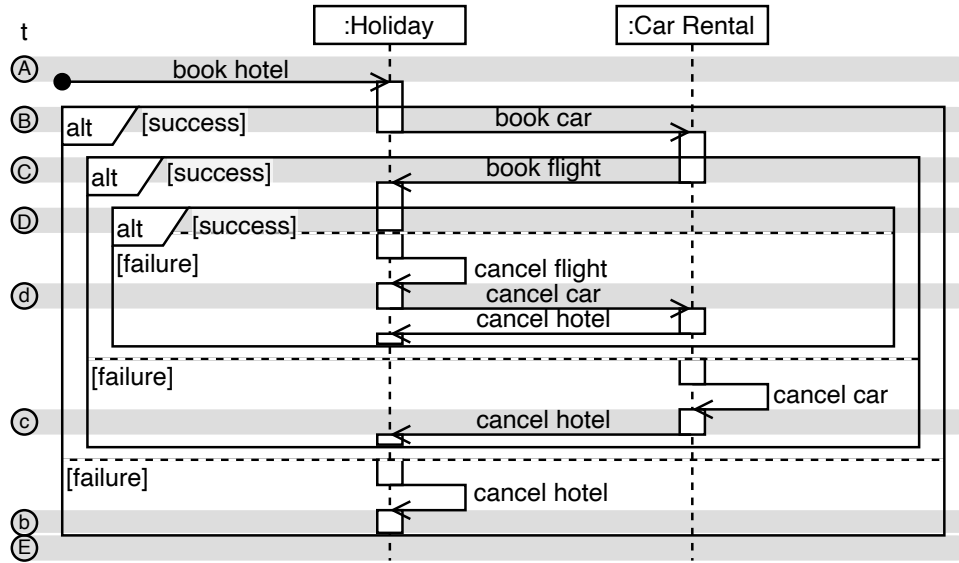 t :Holiday :Car Rental
A book hotel
B alt [success] book car
C alt [success] book flight
D alt [success]
[failure]
cancel flight
d cancel car
cancel hotel
[failure]
cancel car
c cancel hotel
[failure]
cancel hotel
b
E